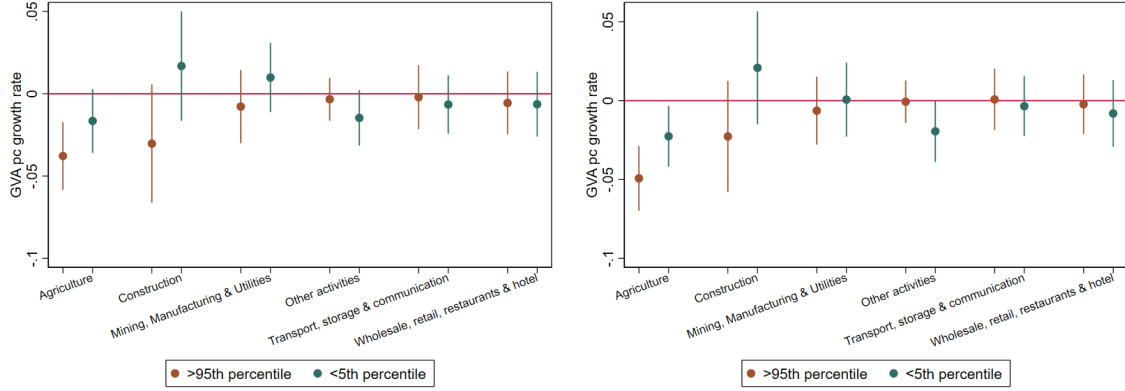 .05
0
-.05
-.1
GVA pc growth rate
Agriculture
Construction
Mining, Manufacturing & Utilities
Other activities
Transport, storage & communication
Wholesale, retail, restaurants & hotel
>95th percentile <5th percentile
.05
0
-.05
-.1
GVA pc growth rate
Agriculture
Construction
Mining, Manufacturing & Utilities
Other activities
Transport, storage & communication
Wholesale, retail, restaurants & hotel
>95th percentile <5th percentile